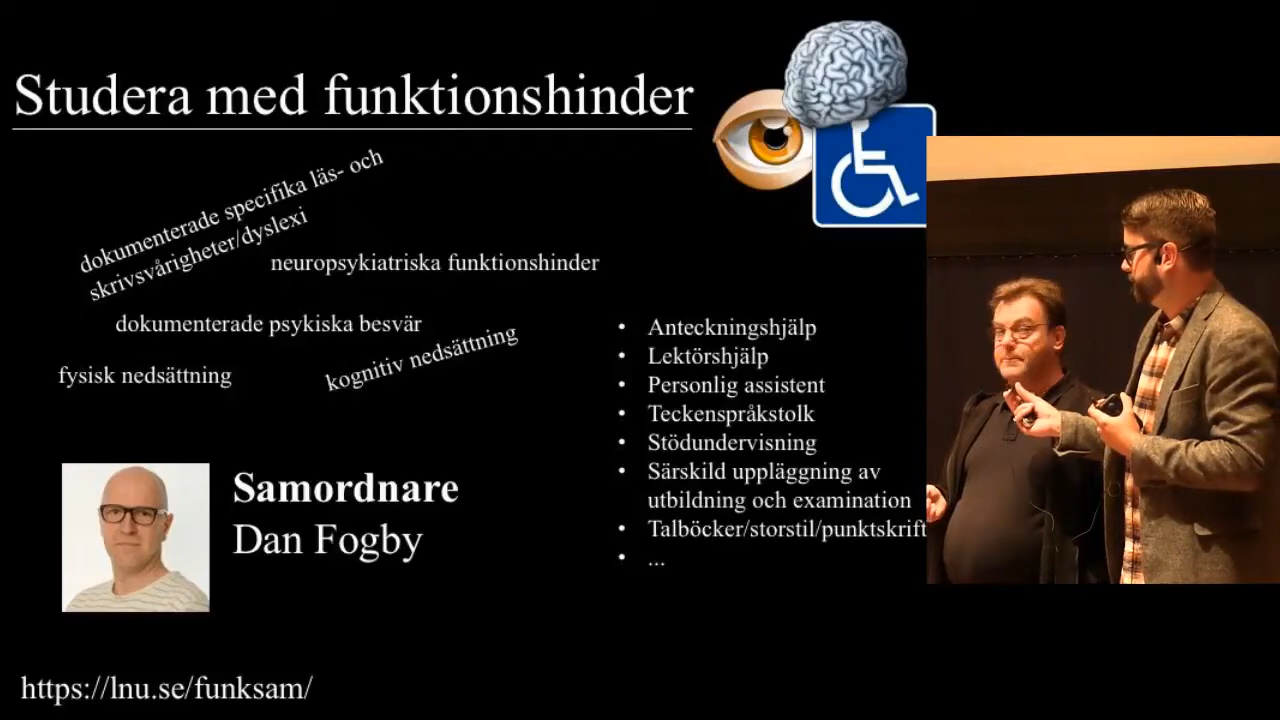 Studera med funktionshinder
dokumenterade specifika läs- och
skrivsvårigheter/dyslexi
neuropsykiatriska funktionshinder
dokumenterade psykiska besvär
kognitiv nedsättning
fysisk nedsättning
• Anteckningshjälp
• Lektörshjälp
• Personlig assistent
• Teckenspråkstolk
• Stödundervisning
• Särskild uppläggning av
utbildning och examination
• Talböcker/storstil/punktskrift
• ...
Samordnare
Dan Fogby
https://lnu.se/funksam/